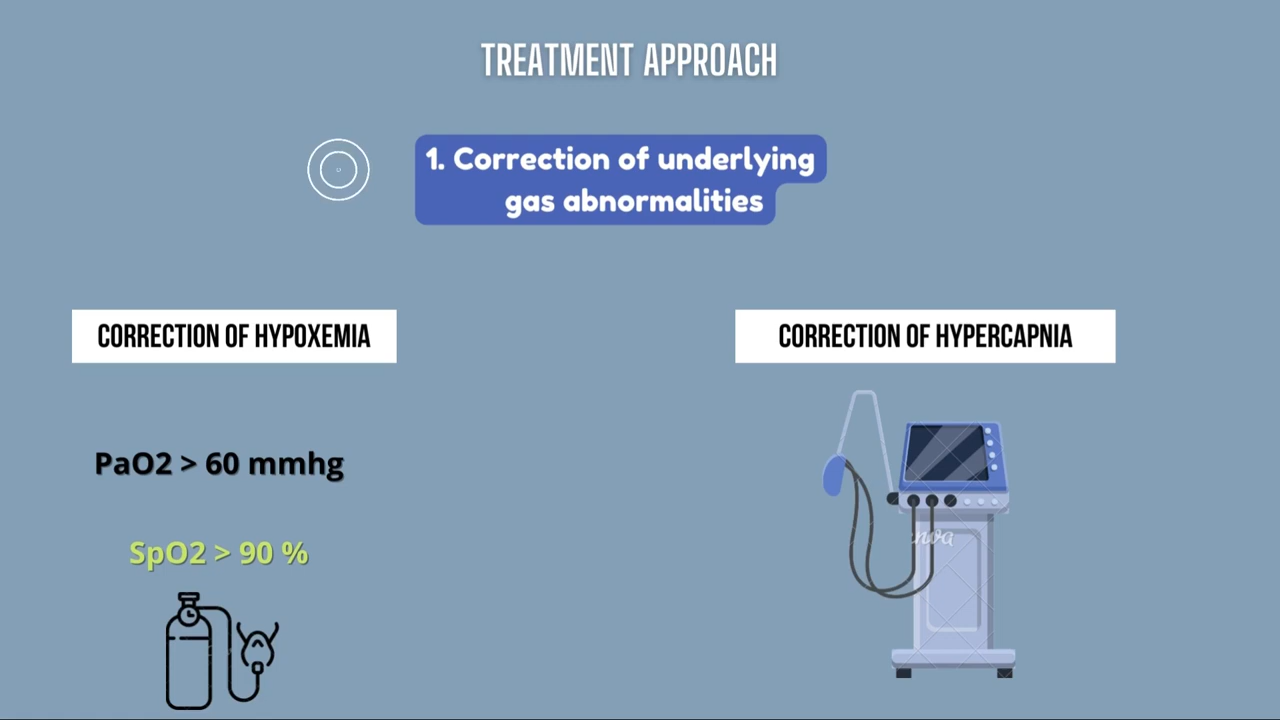 TREATMENT APPROACH
1. Correction of underlying
gas abnormalities
CORRECTION OF HYPOXEMIA
CORRECTION OF HYPERCAPNIA
PaO2 > 60 mmhg
SpO2 > 90 %